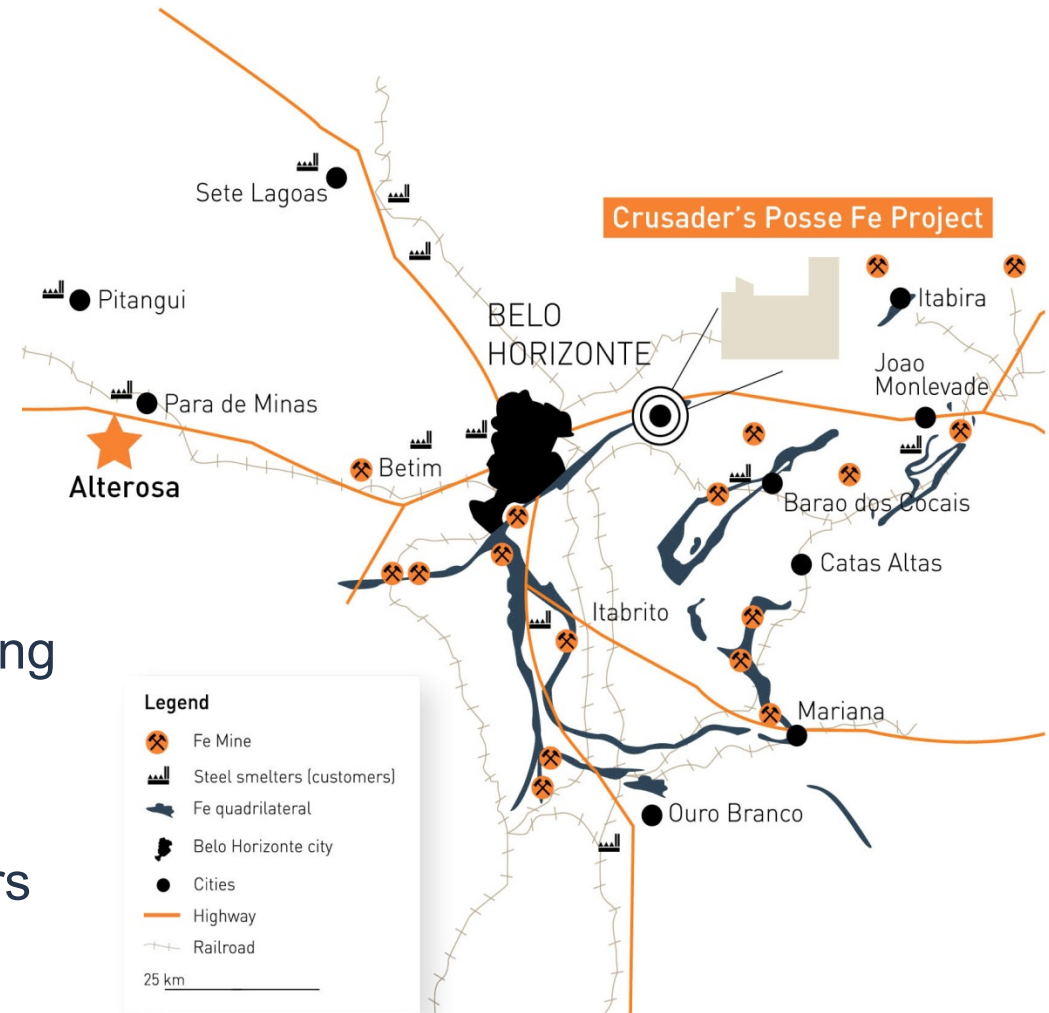 Sete Lagoas
Crusader's Posse Fe Project
Pitangui
BELO
HORIZONTE
Itabira
Joao
Monlevade
Para de Minas
Alterosa
Betim
Barao dos Cocais
Catas Altas
Itabrito
ng
Mariana
Ouro Branco
rs
Legend
Fe Mine
Steel smelters (customers)
Fe quadrilateral
Belo Horizonte city
Cities
Highway
Railroad
25 km